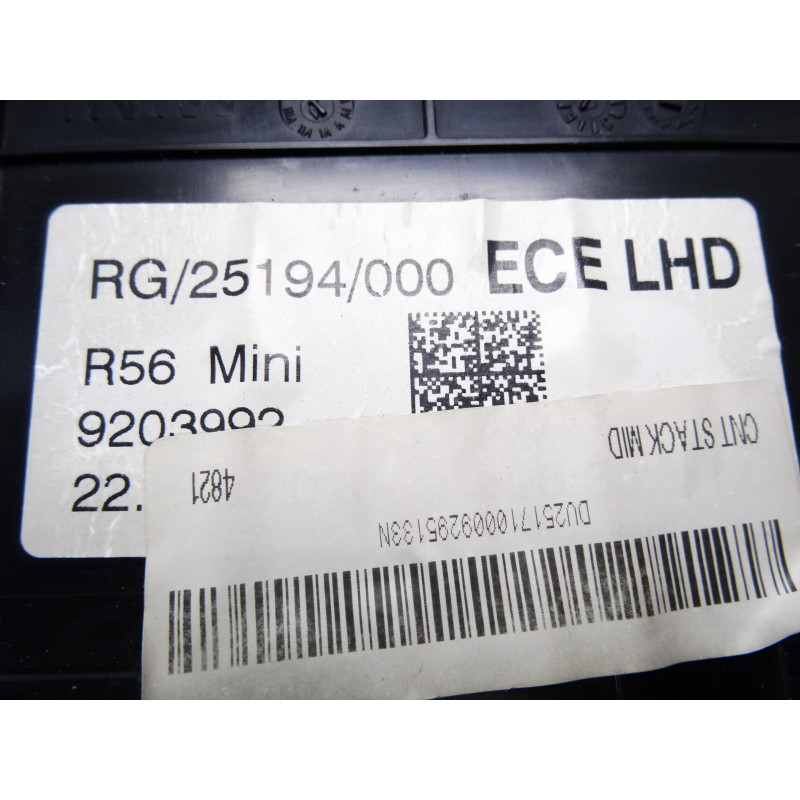 RG/25194/000 ECE LHD
R56 Mini
9203992
22.
CNT STACK MID
4821
DU2517100092951​33N